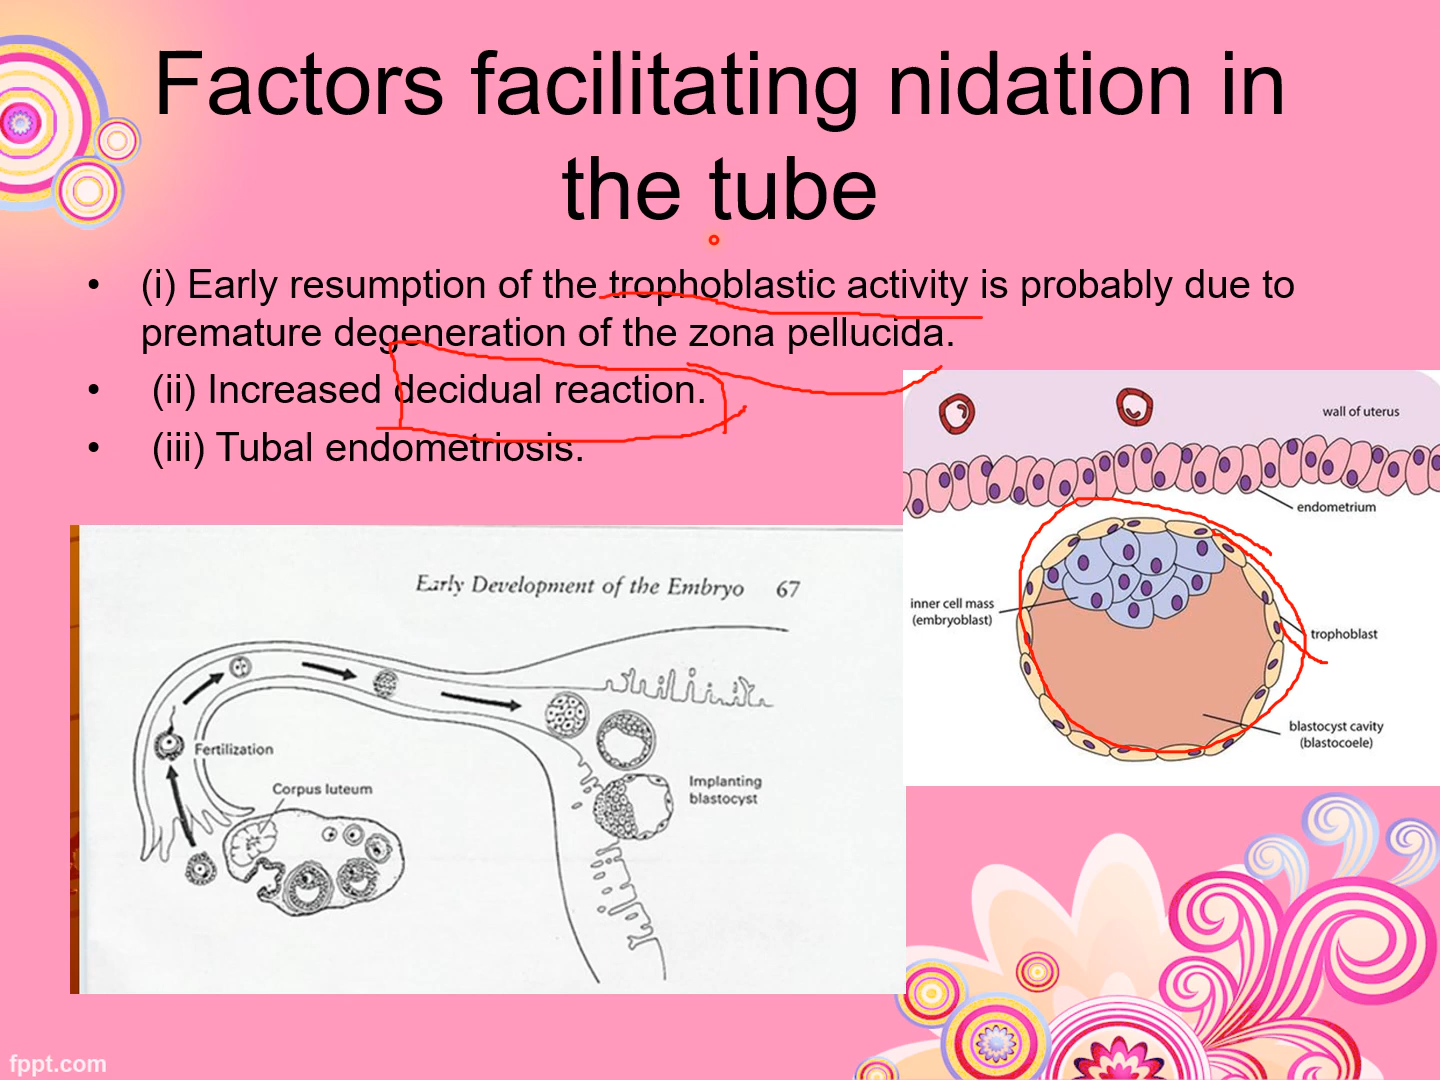 Factors facilitating nidation in
the tube
• (i) Early resumption of the trophoblastic activity is probably due to
premature degeneration of the zona pellucida.
• (ii) Increased decidual reaction.
• (iii) Tubal endometriosis.
wall of uterus
endometrium
inner cell mass
(embryoblast)
trophoblast
blastocyst cavity
(blastocoele)
Early Development of the Embryo 67
Fertilization
Corpus luteum
Implanting
blastocyst
fppt.com